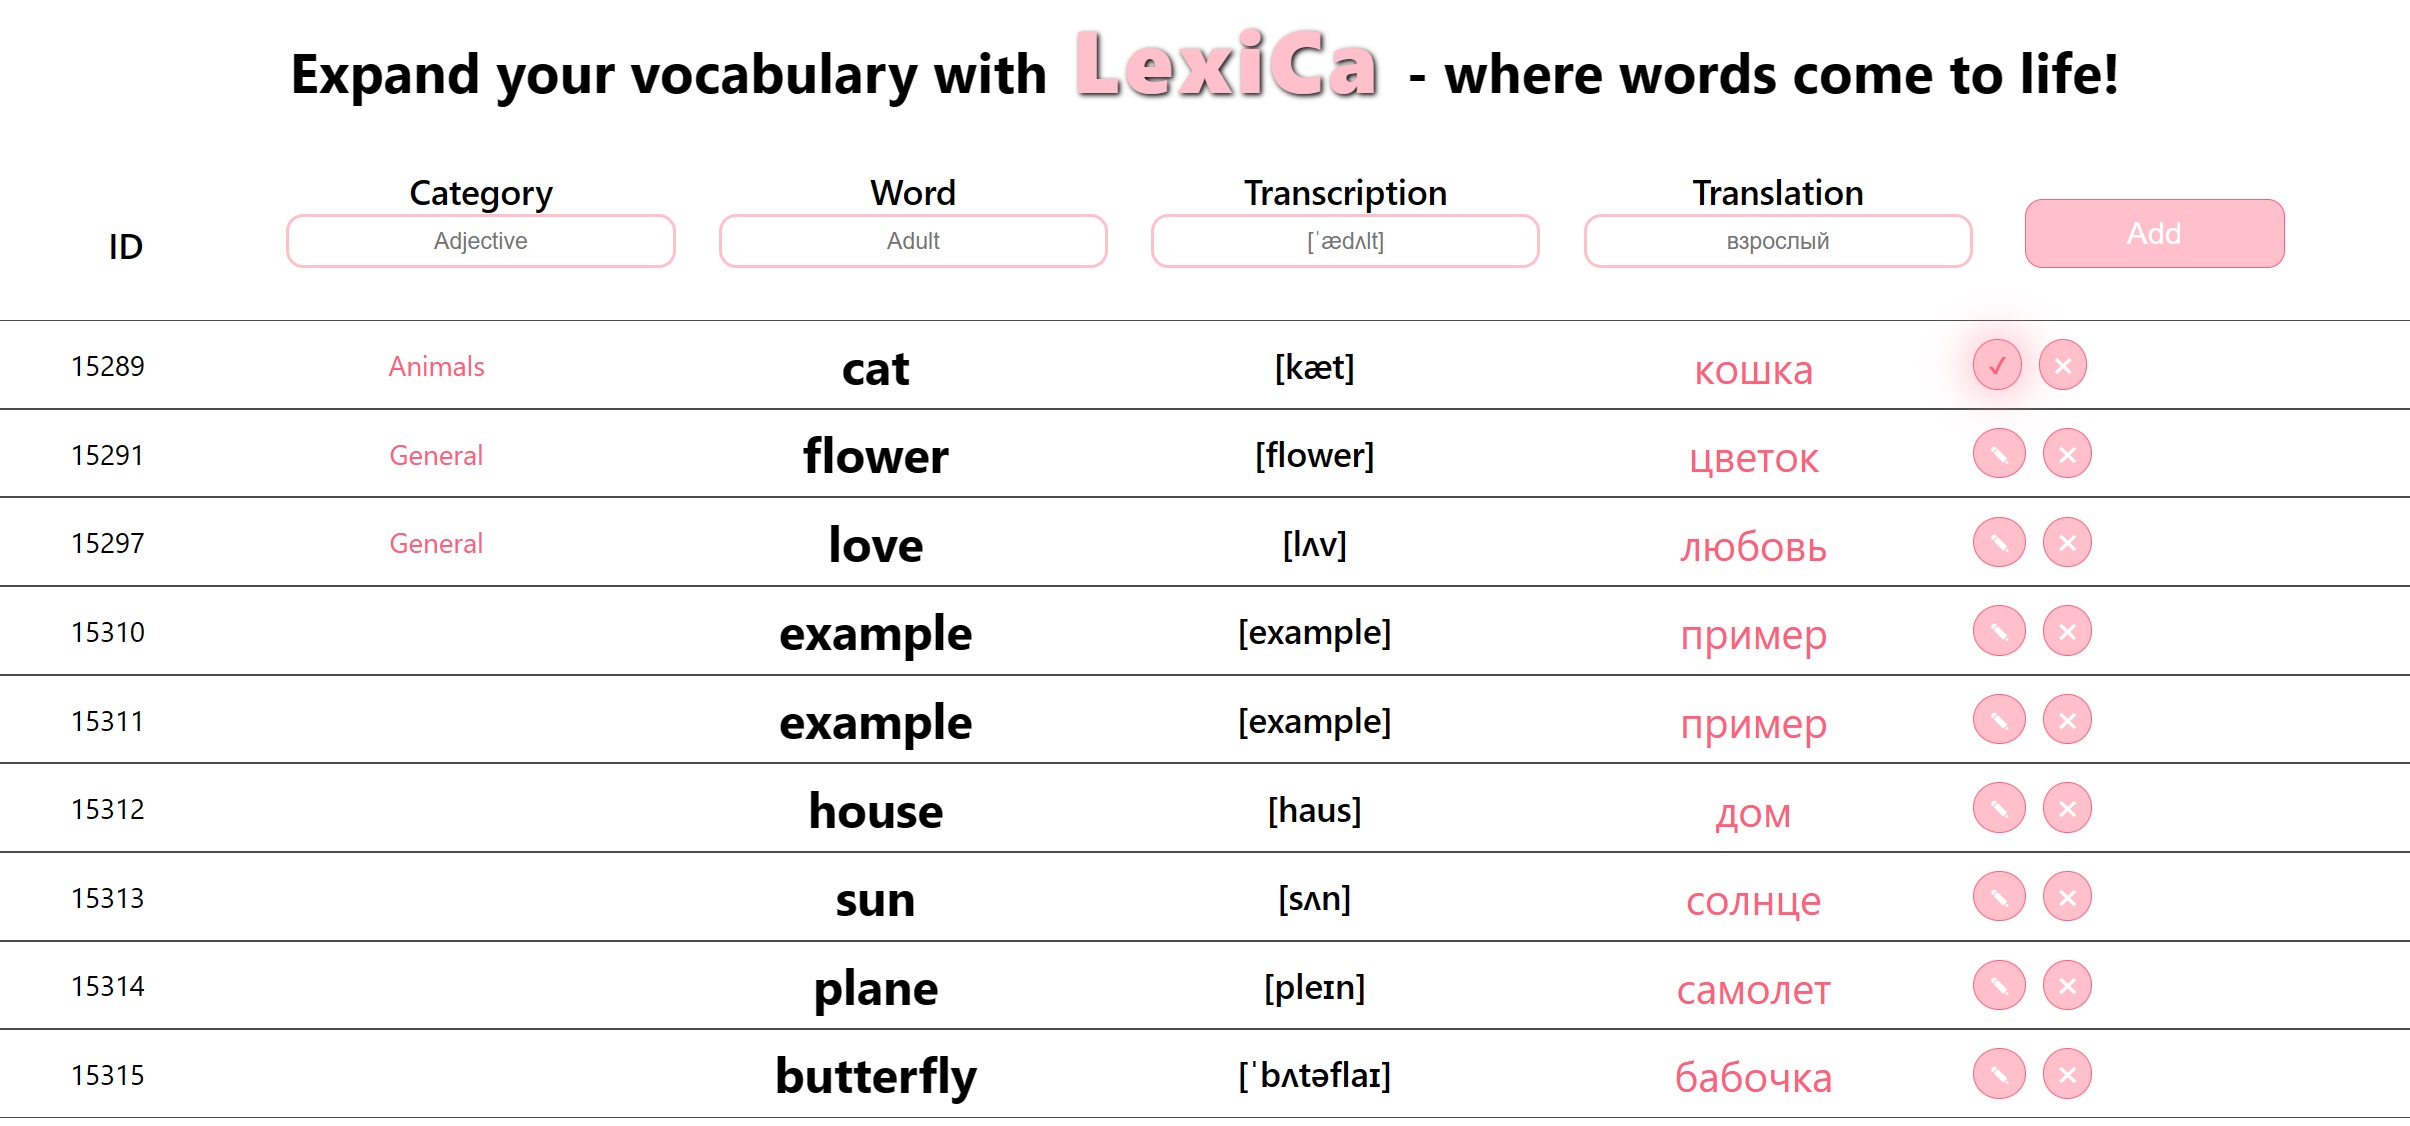 Expand your vocabulary with LexiCa - where words come to life!
ID Category Word Transcription Translation
Adjective Adult [ˈædʌlt] взрослый Add
15289 Animals cat [kæt] кошка
15291 General flower [flower] цветок
15297 General love [lʌv] любовь
15310 example [example] пример
15311 example [example] пример
15312 house [haus] дом
15313 sun [sʌn] солнце
15314 plane [pleɪn] самолет
15315 butterfly [ˈbʌtəflaɪ] бабочка